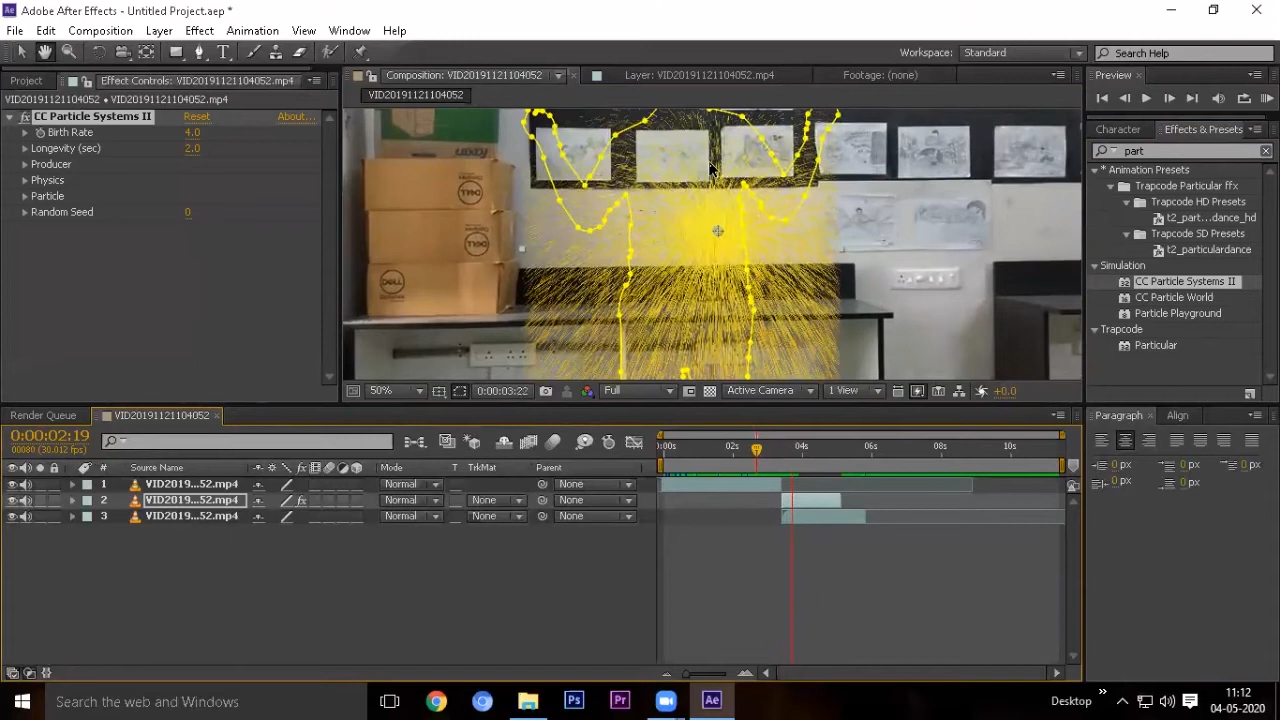 Adobe After Effects - Untitled Project.aep *
File Edit Composition Layer Effect Animation View Window Help
Workspace: Standard Search Help
Project Effect Controls: VID20191121104052.mp4
VID20191121104052 • VID20191121104052.mp4
CC Particle Systems II Reset About...
Birth Rate 4.0
Longevity (sec) 2.0
Producer
Physics
Particle
Random Seed 0
Composition: VID20191121104052 Layer: VID20191121104052.mp4 Footage: (none)
VID20191121104052
DELL
DELL
DELL
50% 0:00:03:22 Full Active Camera 1 View +0.0
Preview
Character Effects & Presets
part
* Animation Presets
Trapcode Particular ffx
Trapcode HD Presets
t2_part...dance_hd
Trapcode SD Presets
t2_particulardance
Simulation
CC Particle Systems II
CC Particle World
Particle Playground
Trapcode
Particular
Render Queue VID20191121104052
0:00:02:19
00080 (30.012 fps)
:00s 02s 04s 06s 08s 10s
# Source Name Mode T TrkMat Parent
1 VID2019...52.mp4 Normal None
2 VID2019...52.mp4 Normal None None
3 VID2019...52.mp4 Normal None None
Paragraph Align
0 px 0 px 0 px
0 px 0 px
Search the web and Windows
Ps Pr Ae
Desktop
11:12
04-05-2020